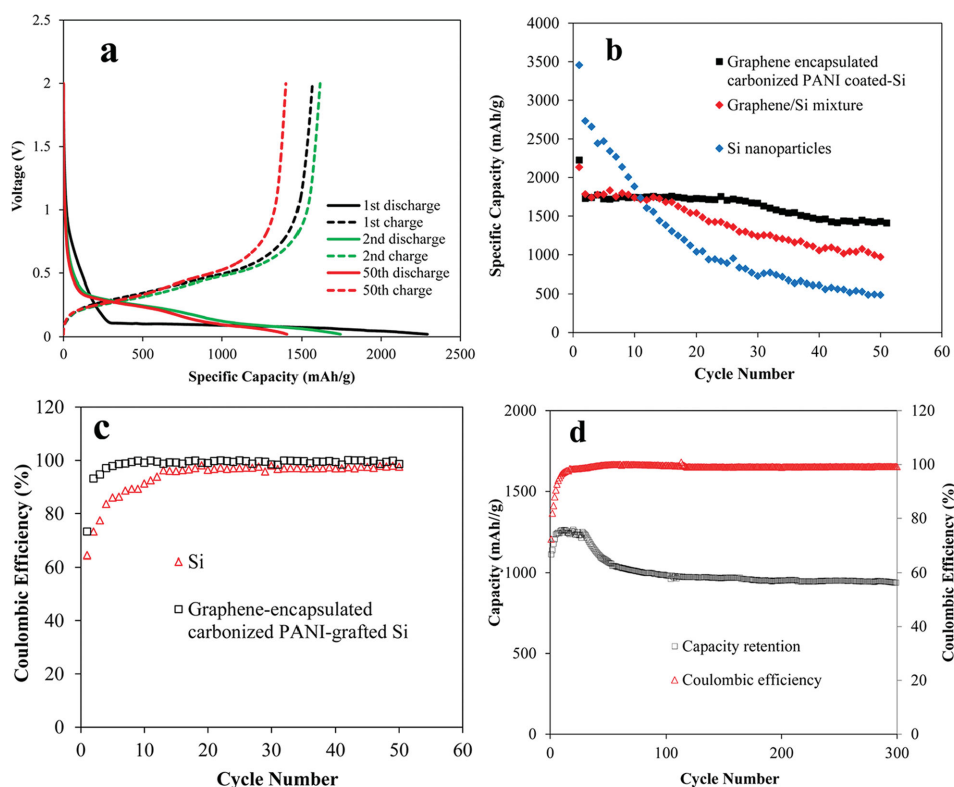 a
2.5
2
1.5
1
0.5
0
Voltage (V)
1st discharge
1st charge
2nd discharge
2nd charge
50th discharge
50th charge
0 500 1000 1500 2000 2500
Specific Capacity (mAh/g)
b
4000
3500
3000
2500
2000
1500
1000
500
0
Specific Capacity (mAh/g)
Graphene encapsulated
carbonized PANI coated-Si
Graphene/Si mixture
Si nanoparticles
0 10 20 30 40 50 60
Cycle Number
c
120
100
80
60
40
20
0
Coulombic Efficiency (%)
Si
Graphene-encapsulated
carbonized PANI-grafted Si
0 10 20 30 40 50 60
Cycle Number
d
2000
1500
1000
500
0
Capacity (mAh//g)
Capacity retention
Coulombic efficiency
120
100
80
60
40
20
0
Coulombic Efficiency (%)
0 100 200 300
Cycle Number